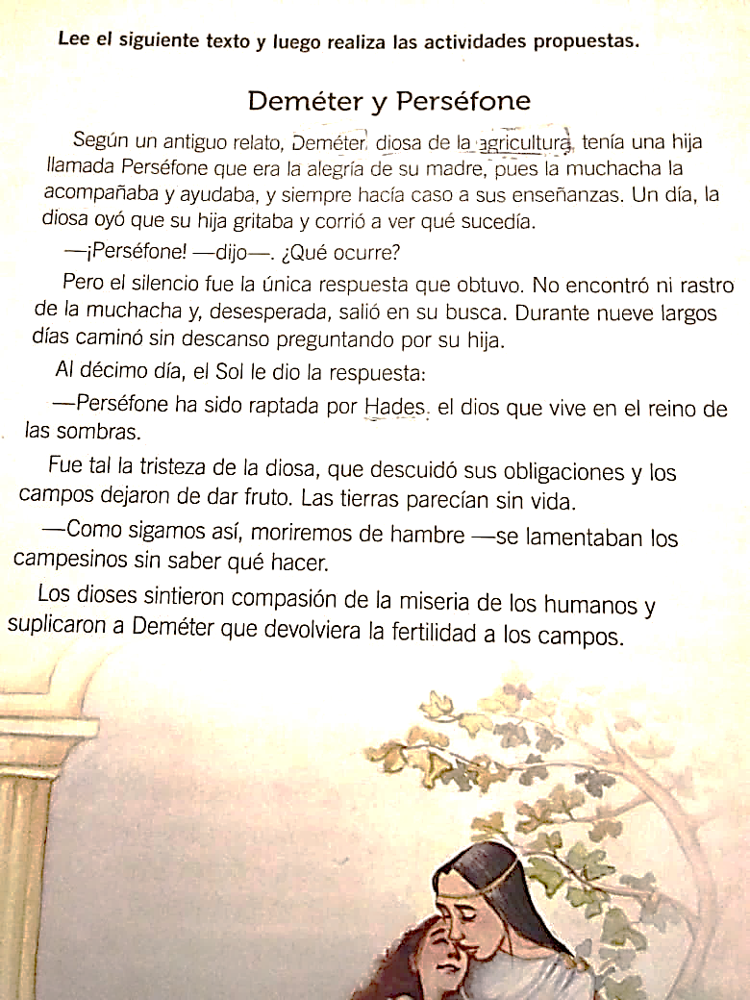 Lee el siguiente texto y luego realiza las actividades propuestas.
Deméter y Perséfone
Según un antiguo relato, Deméter, diosa de la agricultura, tenía una hija
llamada Perséfone que era la alegría de su madre, pues la muchacha la
acompañaba y ayudaba, y siempre hacía caso a sus enseñanzas. Un día, la
diosa oyó que su hija gritaba y corrió a ver qué sucedía.
—¡Perséfone! —dijo—. ¿Qué ocurre?
Pero el silencio fue la única respuesta que obtuvo. No encontró ni rastro
de la muchacha y, desesperada, salió en su busca. Durante nueve largos
días caminó sin descanso preguntando por su hija.
Al décimo día, el Sol le dio la respuesta:
—Perséfone ha sido raptada por Hades, el dios que vive en el reino de
las sombras.
Fue tal la tristeza de la diosa, que descuidó sus obligaciones y los
campos dejaron de dar fruto. Las tierras parecían sin vida.
—Como sigamos así, moriremos de hambre —se lamentaban los
campesinos sin saber qué hacer.
Los dioses sintieron compasión de la miseria de los humanos y
suplicaron a Deméter que devolviera la fertilidad a los campos.